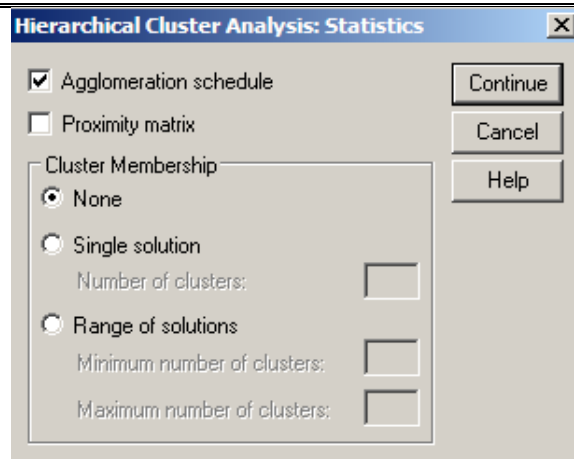 Hierarchical Cluster Analysis: Statistics
Agglomeration schedule
Continue
Proximity matrix
Cancel
Cluster Membership
Help
None
Single solution
Number of clusters:
Range of solutions
Minimum number of clusters:
Maximum number of clusters: